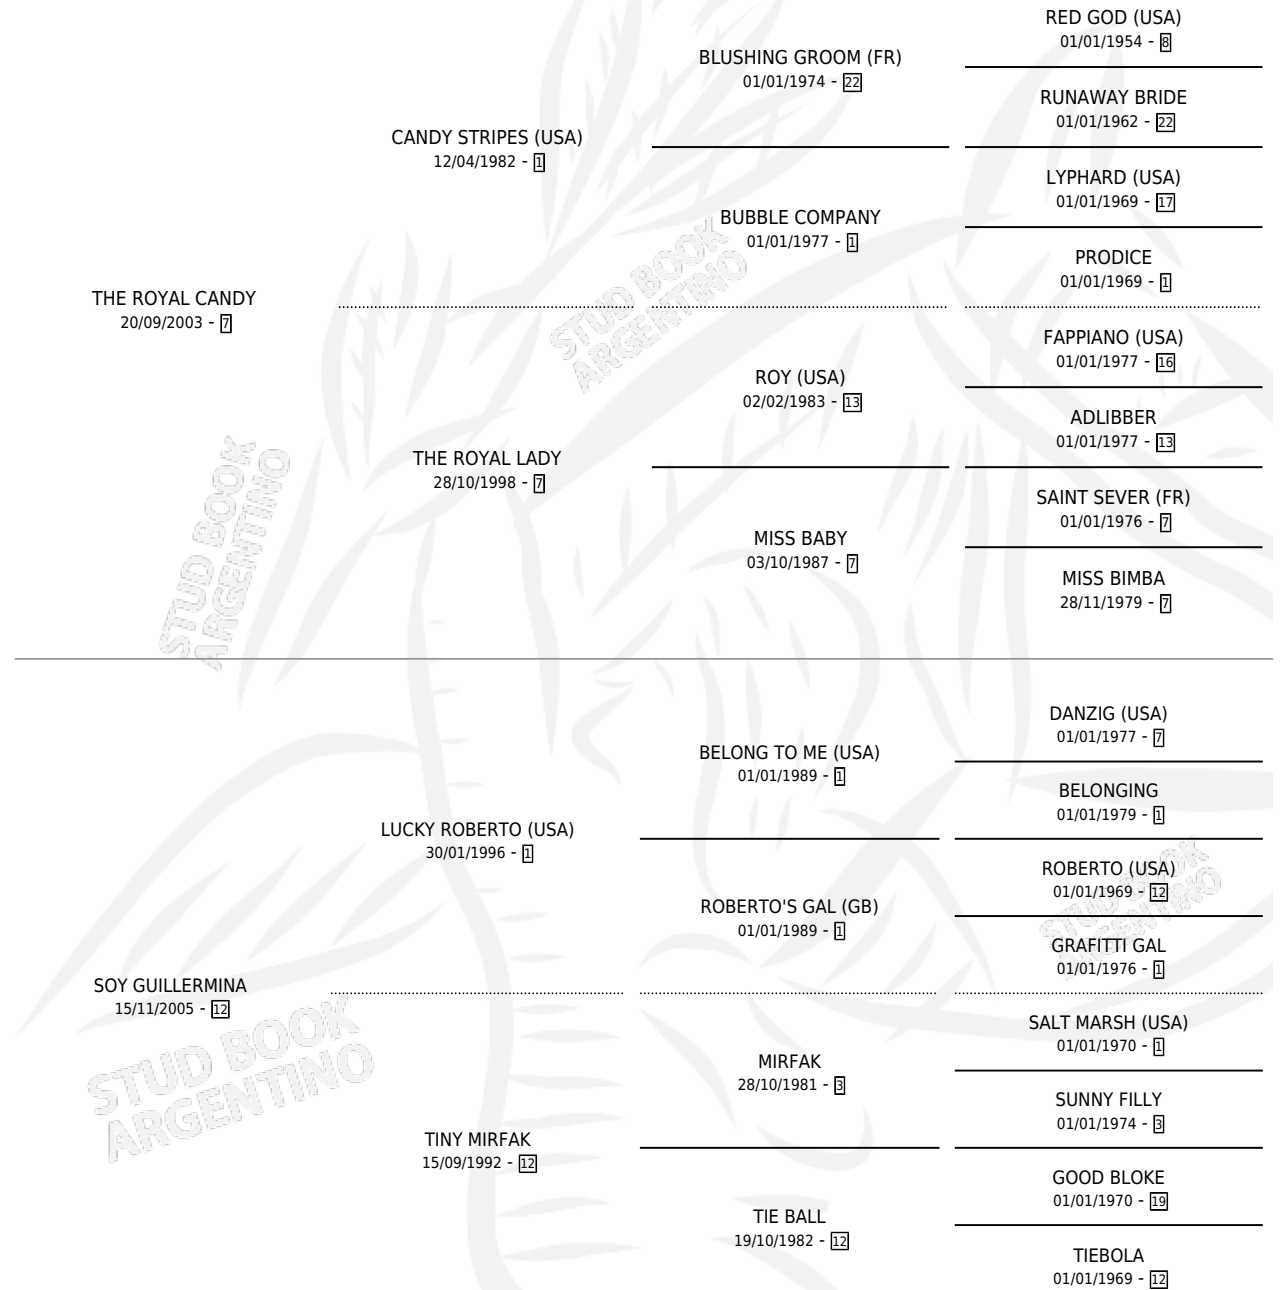 RED GOD (USA)
01/01/1954 - 8
BLUSHING GROOM (FR)
01/01/1974 - 22
RUNAWAY BRIDE
01/01/1962 - 22
CANDY STRIPES (USA)
12/04/1982 - 1
LYPHARD (USA)
01/01/1969 - 17
BUBBLE COMPANY
01/01/1977 - 1
PRODICE
01/01/1969 - 1
THE ROYAL CANDY
20/09/2003 - 7
STUD BOOK
ARGENTINO
FAPPIANO (USA)
01/01/1977 - 16
ROY (USA)
02/02/1983 - 13
ADLIBBER
01/01/1977 - 13
THE ROYAL LADY
28/10/1998 - 7
SAINT SEVER (FR)
01/01/1976 - 7
MISS BABY
03/10/1987 - 7
MISS BIMBA
28/11/1979 - 7
STUD BOOK
ARGENTINO
DANZIG (USA)
01/01/1977 - 7
BELONG TO ME (USA)
01/01/1989 - 1
BELONGING
01/01/1979 - 1
LUCKY ROBERTO (USA)
30/01/1996 - 1
ROBERTO (USA)
01/01/1969 - 12
ROBERTO'S GAL (GB)
01/01/1989 - 1
STUD BOOK
ARGENTINO
GRAFITTI GAL
01/01/1976 - 1
SOY GUILLERMINA
15/11/2005 - 12
SALT MARSH (USA)
01/01/1970 - 1
MIRFAK
28/10/1981 - 3
STUD BOOK
ARGENTINO
SUNNY FILLY
01/01/1974 - 3
TINY MIRFAK
15/09/1992 - 12
GOOD BLOKE
01/01/1970 - 19
TIE BALL
19/10/1982 - 12
TIEBOLA
01/01/1969 - 12